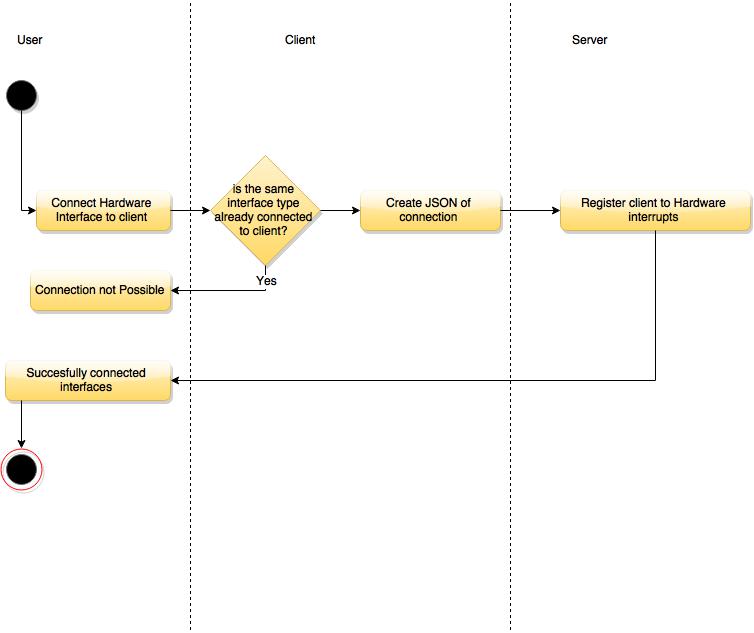 User
Client
Server
Connect Hardware
Interface to client
is the same
interface type
already connected
to client?
Create JSON of
connection
Register client to Hardware
interrupts
Yes
Connection not Possible
Succesfully connected
interfaces